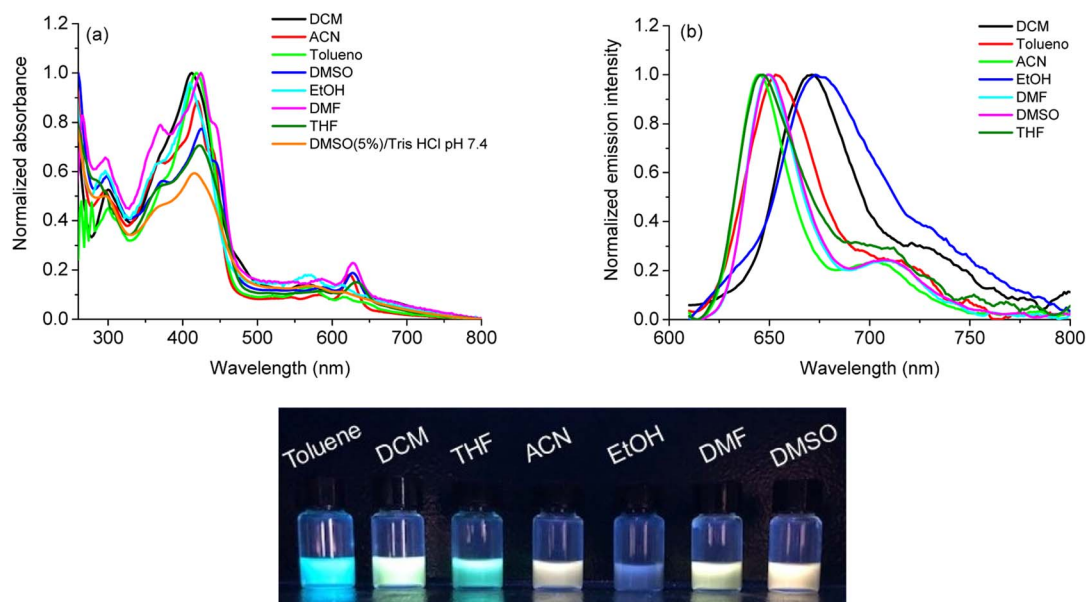 (a)
DCM
ACN
Tolueno
DMSO
EtOH
DMF
THF
DMSO(5%)/Tris HCl pH 7.4
Normalized absorbance
1.2
1.0
0.8
0.6
0.4
0.2
0.0
300 400 500 600 700 800
Wavelength (nm)
(b)
DCM
Tolueno
ACN
EtOH
DMF
DMSO
THF
Normalized emission intensity
1.2
1.0
0.8
0.6
0.4
0.2
0.0
600 650 700 750 800
Wavelength (nm)
Toluene DCM THF ACN EtOH DMF DMSO